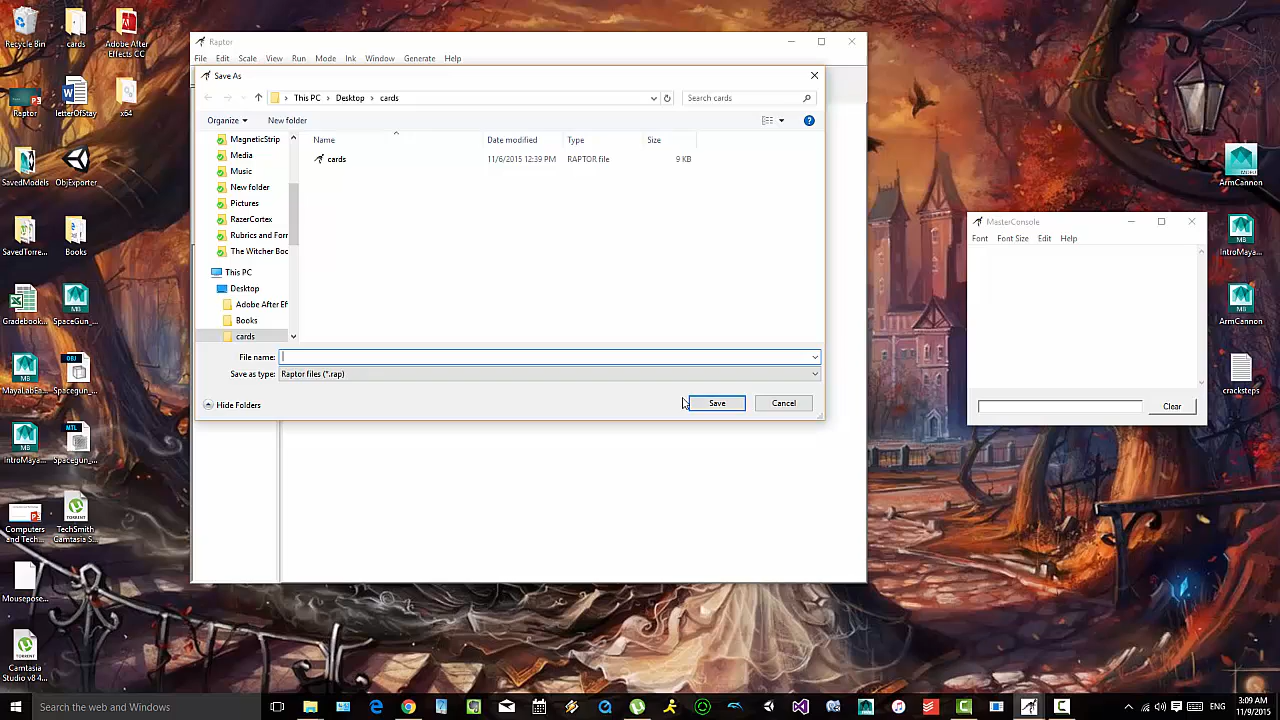 Recycle Bin
cards
Adobe After
Effects CC
Raptor
letterOfStay
x64
SavedModels
ObjExporter
SavedTorre...
Books
Gradebook...
SpaceGun_...
MayaLabFa...
Spacegun_...
IntroMaya...
Spacegun_...
Computers
and Tech...
TechSmith
Camtasia S...
Mousepose...
Camtasia
Studio v8 4...
Raptor
File Edit Scale View Run Mode Ink Window Generate Help
Save As
This PC > Desktop > cards
Search cards
Organize New folder
Name Date modified Type Size
cards 11/6/2015 12:39 PM RAPTOR file 9 KB
MagneticStrip
Media
Music
New folder
Pictures
RazerCortex
Rubrics and Forr
The Witcher Boc
This PC
Desktop
Adobe After Ef
Books
cards
File name:
Save as type: Raptor files (*.rap)
Hide Folders
Save Cancel
MasterConsole
Font Font Size Edit Help
Clear
ArmCannon
IntroMaya...
ArmCannon
cracksteps
Search the web and Windows
ENG
3:09 AM
11/9/2015